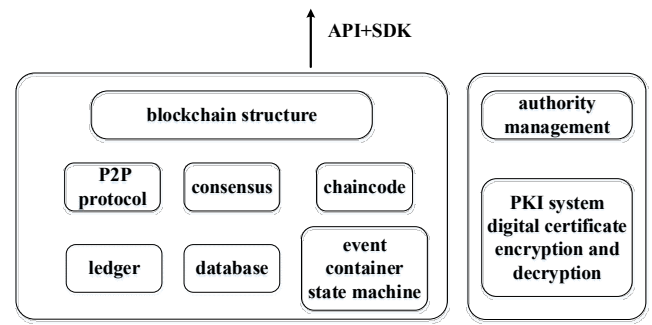 API+SDK
blockchain structure
P2P
protocol
consensus
chaincode
ledger
database
event
container
state machine
authority
management
PKI system
digital certificate
encryption and
decryption